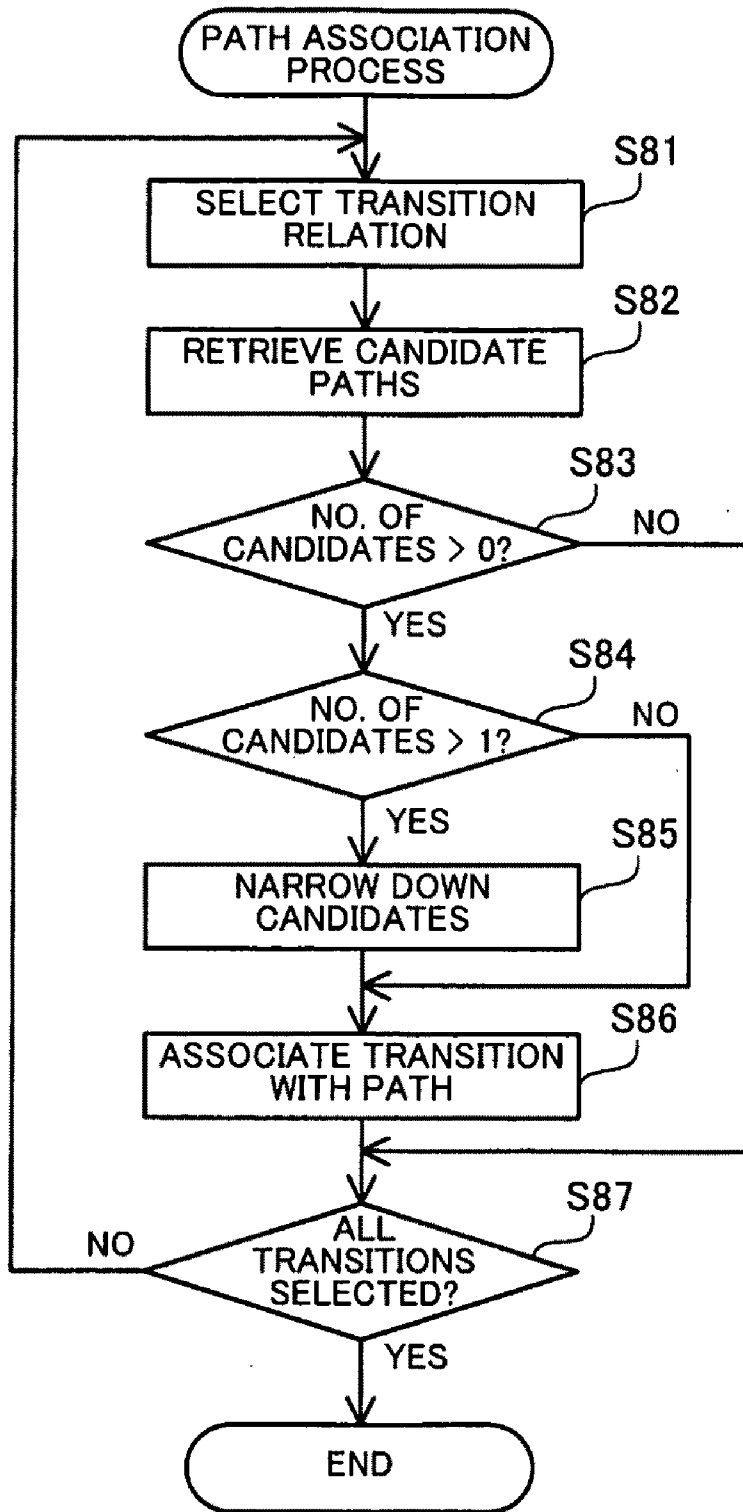 PATH ASSOCIATION
PROCESS
S81
SELECT TRANSITION
RELATION
S82
RETRIEVE CANDIDATE
PATHS
S83
NO. OF
CANDIDATES > 0?
NO
YES
S84
NO. OF
CANDIDATES > 1?
NO
YES
S85
NARROW DOWN
CANDIDATES
S86
ASSOCIATE TRANSITION
WITH PATH
S87
NO
ALL
TRANSITIONS
SELECTED?
YES
END